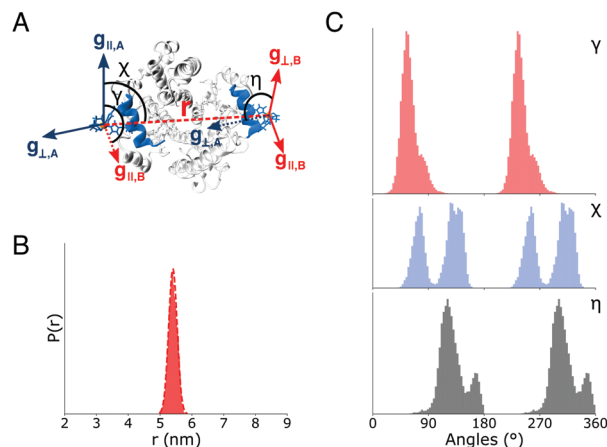 A
g||,A
χ
γ
g⊥,A
g||,B
r
η
g⊥,B
g⊥,A
g||,B
B
P(r)
2 3 4 5 6 7 8 9
r (nm)
C
γ
χ
η
0 90 180 270 360
Angles (°)